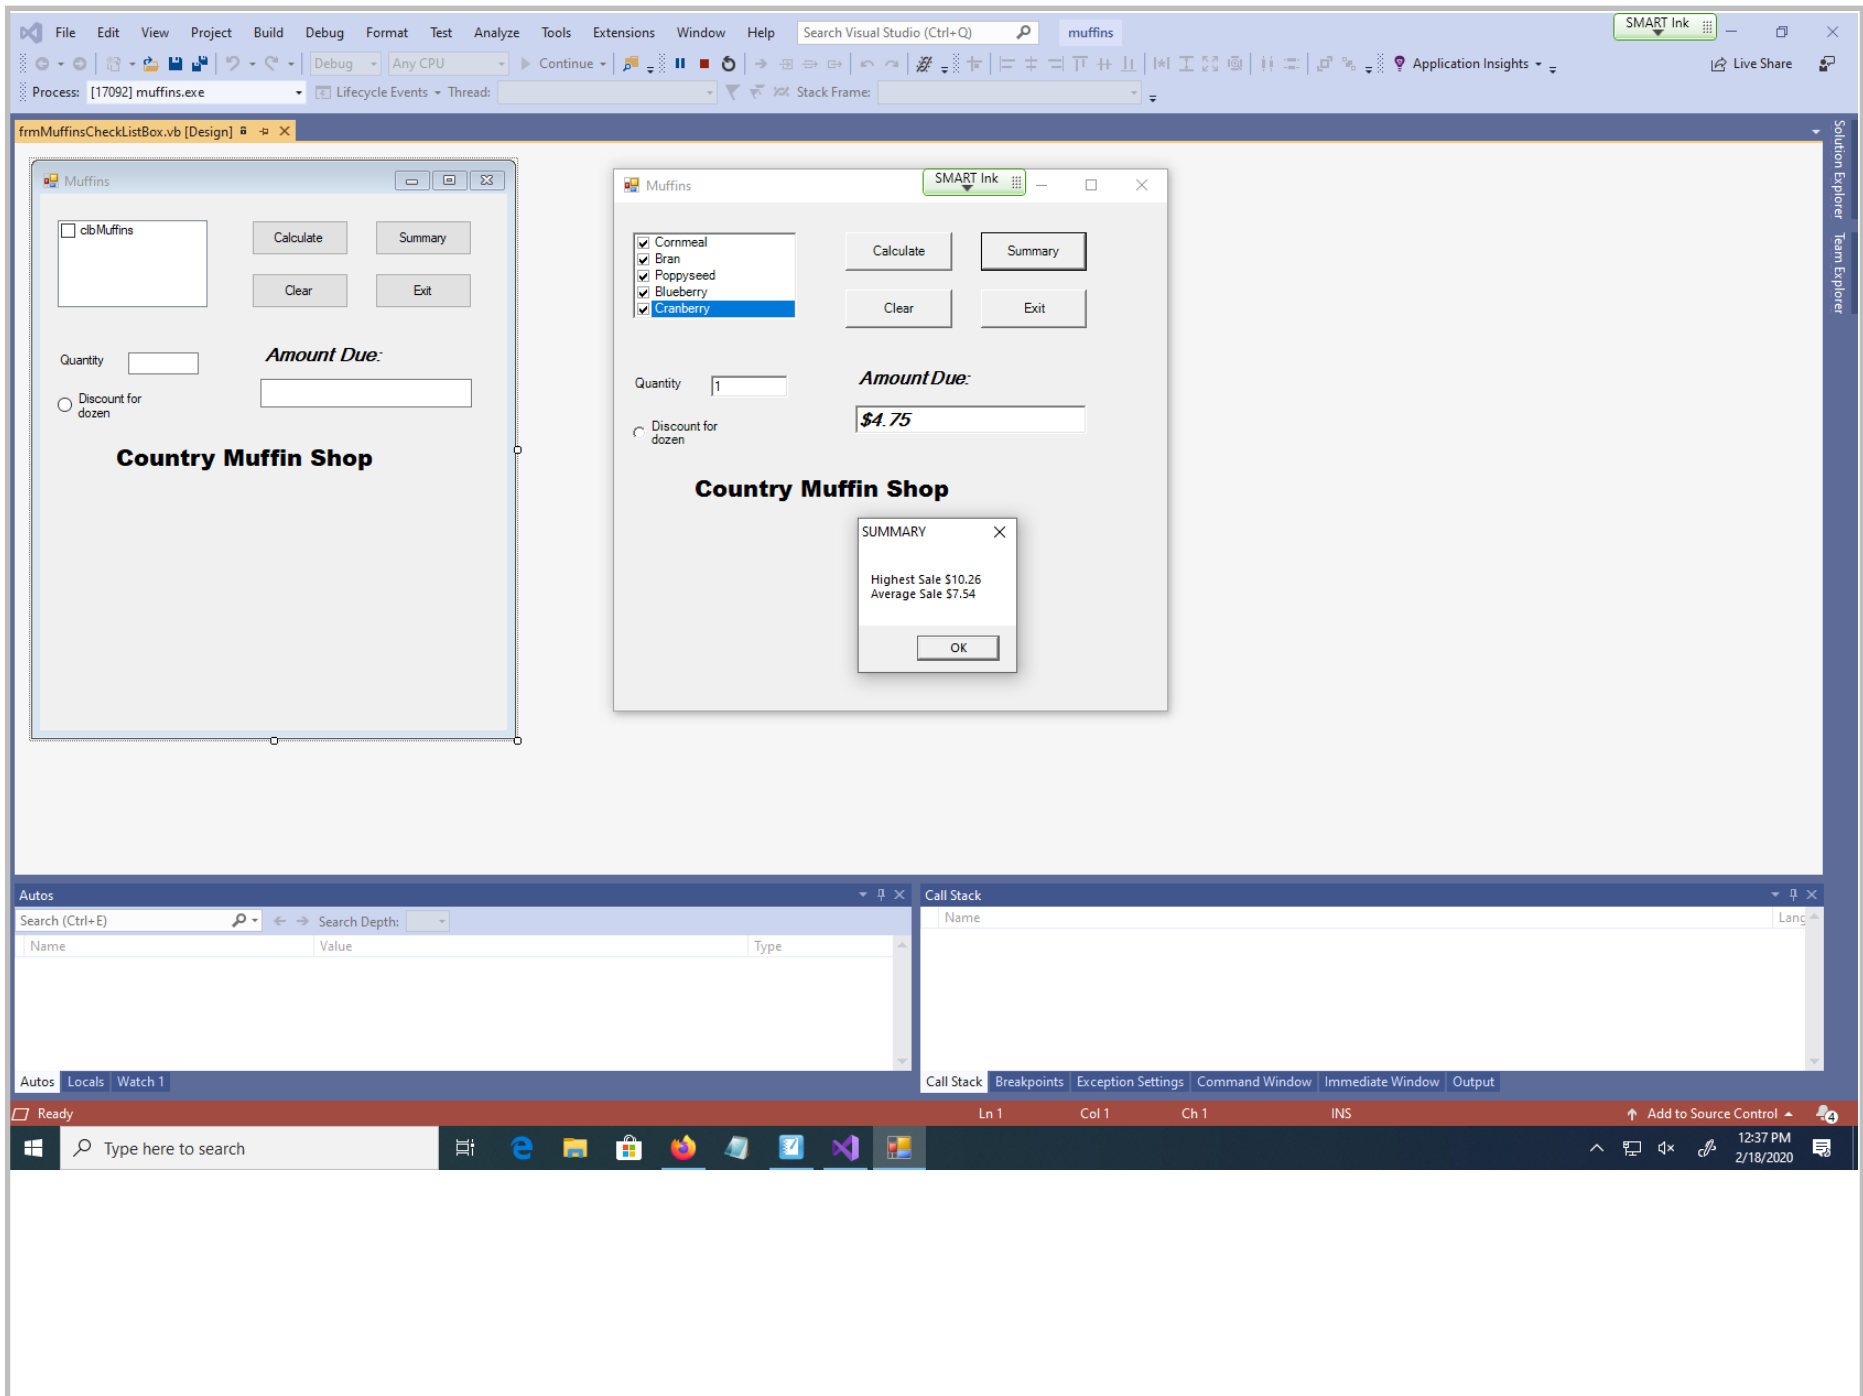 File Edit View Project Build Debug Format Test Analyze Tools Extensions Window Help Search Visual Studio (Ctrl+Q) muffins SMART Ink
Debug Any CPU Continue Application Insights Live Share
Process: [17092] muffins.exe Lifecycle Events Thread: Stack Frame:
frmMuffinsCheckListBox.vb [Design]
Solution Explorer
Team Explorer
Muffins
clbMuffins
Calculate Summary
Clear Exit
Quantity
Amount Due:
Discount for
dozen
Country Muffin Shop
Muffins SMART Ink
Cornmeal
Bran
Poppyseed
Blueberry
Cranberry
Calculate Summary
Clear Exit
Quantity 1
Amount Due:
$4.75
Discount for
dozen
Country Muffin Shop
SUMMARY
Highest Sale $10.26
Average Sale $7.54
OK
Autos
Search (Ctrl+E) Search Depth:
Name Value Type
Autos Locals Watch 1
Call Stack
Name Lang
Call Stack Breakpoints Exception Settings Command Window Immediate Window Output
Ready Ln 1 Col 1 Ch 1 INS Add to Source Control 4
Type here to search
12:37 PM
2/18/2020